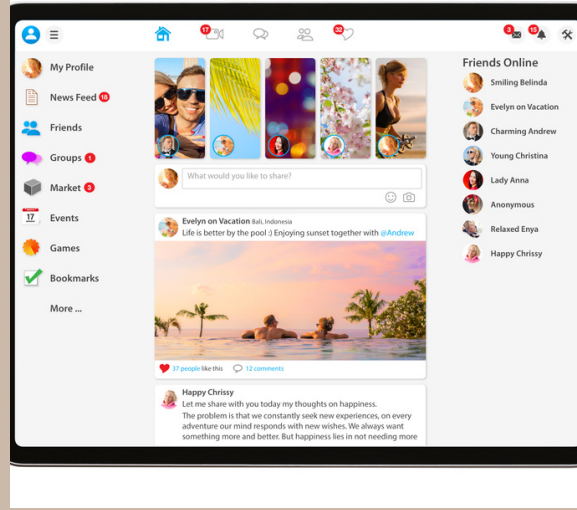 17
32
3
15
My Profile
News Feed 18
Friends
Groups 1
Market 3
17 Events
Games
Bookmarks
More ...
What would you like to share?
Evelyn on Vacation Bali, Indonesia
Life is better by the pool :) Enjoying sunset together with @Andrew
37 people like this 12 comments
Happy Chrissy
Let me share with you today my thoughts on happiness.
The problem is that we constantly seek new experiences, on every
adventure our mind responds with new wishes. We always want
something more and better. But happiness lies in not needing more
Friends Online
Smiling Belinda
Evelyn on Vacation
Charming Andrew
Young Christina
Lady Anna
Anonymous
Relaxed Enya
Happy Chrissy